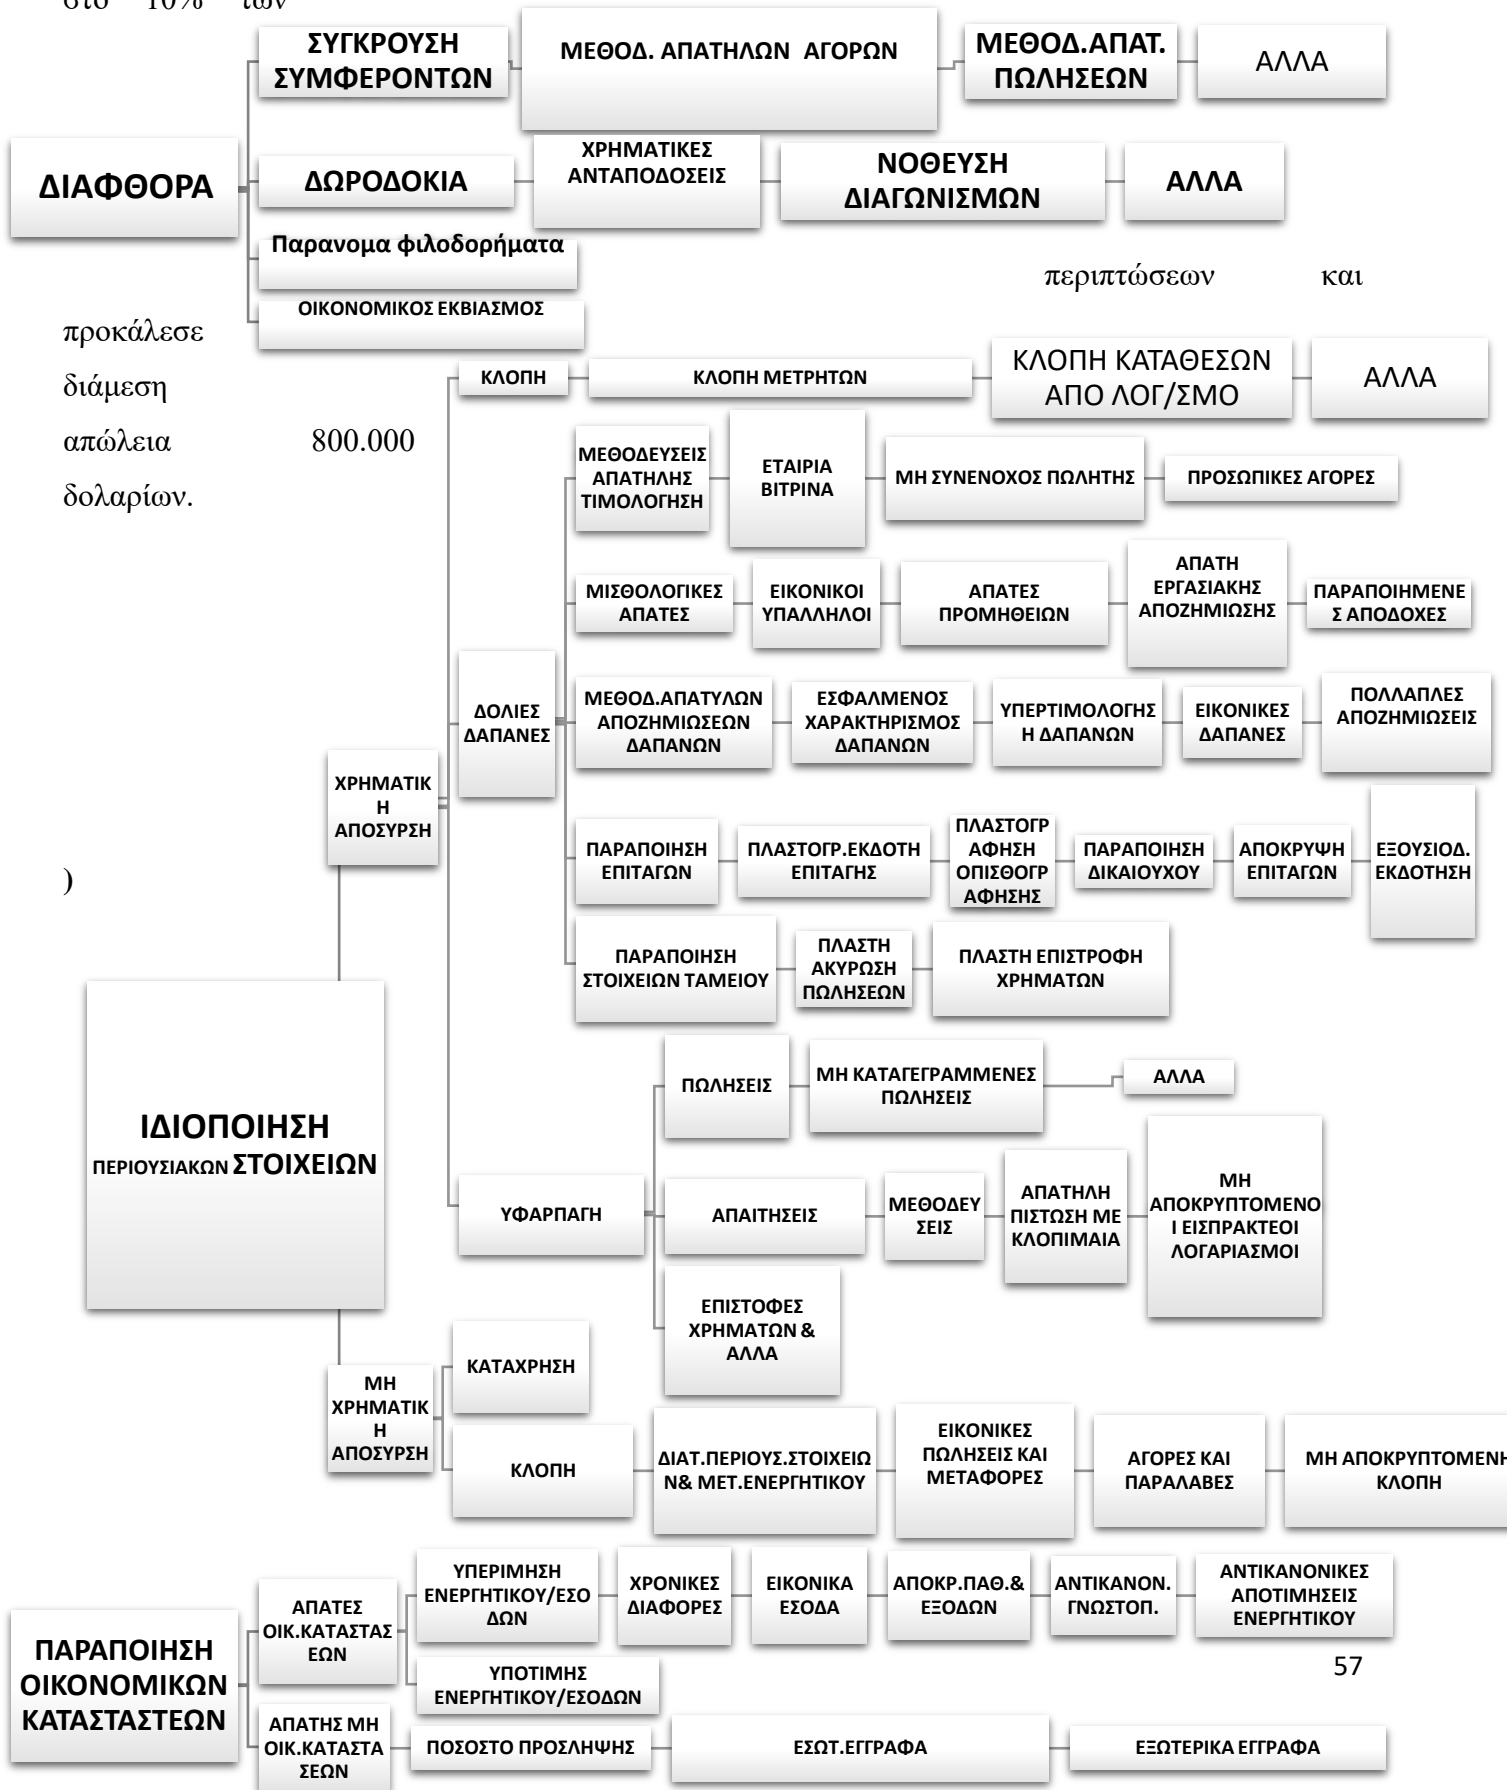 στο 10% των
ΣΥΓΚΡΟΥΣΗ
ΣΥΜΦΕΡΟΝΤΩΝ
ΜΕΘΟΔ. ΑΠΑΤΗΛΩΝ ΑΓΟΡΩΝ
ΜΕΘΟΔ.ΑΠΑΤ.
ΠΩΛΗΣΕΩΝ
ΑΛΛΑ
ΔΙΑΦΘΟΡΑ
ΔΩΡΟΔΟΚΙΑ
ΧΡΗΜΑΤΙΚΕΣ
ΑΝΤΑΠΟΔΟΣΕΙΣ
ΝΟΘΕΥΣΗ
ΔΙΑΓΩΝΙΣΜΩΝ
ΑΛΛΑ
Παρανομα φιλοδορήματα
ΟΙΚΟΝΟΜΙΚΟΣ ΕΚΒΙΑΣΜΟΣ
περιπτώσεων και
προκάλεσε
διάμεση
απώλεια 800.000
δολαρίων.
ΚΛΟΠΗ
ΚΛΟΠΗ ΜΕΤΡΗΤΩΝ
ΚΛΟΠΗ ΚΑΤΑΘΕΣΩΝ
ΑΠΟ ΛΟΓ/ΣΜΟ
ΑΛΛΑ
ΜΕΘΟΔΕΥΣΕΙΣ
ΑΠΑΤΗΛΗΣ
ΤΙΜΟΛΟΓΗΣΗ
ΕΤΑΙΡΙΑ
ΒΙΤΡΙΝΑ
ΜΗ ΣΥΝΕΝΟΧΟΣ ΠΩΛΗΤΗΣ
ΠΡΟΣΩΠΙΚΕΣ ΑΓΟΡΕΣ
ΜΙΣΘΟΛΟΓΙΚΕΣ
ΑΠΑΤΕΣ
ΕΙΚΟΝΙΚΟΙ
ΥΠΑΛΛΗΛΟΙ
ΑΠΑΤΕΣ
ΠΡΟΜΗΘΕΙΩΝ
ΑΠΑΤΗ
ΕΡΓΑΣΙΑΚΗΣ
ΑΠΟΖΗΜΙΩΣΗΣ
ΠΑΡΑΠΟΙΗΜΕΝΕ
Σ ΑΠΟΔΟΧΕΣ
ΔΟΛΙΕΣ
ΔΑΠΑΝΕΣ
ΜΕΘΟΔ.ΑΠΑΤΥΛΩΝ
ΑΠΟΖΗΜΙΩΣΕΩΝ
ΔΑΠΑΝΩΝ
ΕΣΦΑΛΜΕΝΟΣ
ΧΑΡΑΚΤΗΡΙΣΜΟΣ
ΔΑΠΑΝΩΝ
ΥΠΕΡΤΙΜΟΛΟΓΗΣ
Η ΔΑΠΑΝΩΝ
ΕΙΚΟΝΙΚΕΣ
ΔΑΠΑΝΕΣ
ΠΟΛΛΑΠΛΕΣ
ΑΠΟΖΗΜΙΩΣΕΙΣ
ΧΡΗΜΑΤΙΚ
Η
ΑΠΟΣΥΡΣΗ
ΠΑΡΑΠΟΙΗΣΗ
ΕΠΙΤΑΓΩΝ
ΠΛΑΣΤΟΓΡ.ΕΚΔΟΤΗ
ΕΠΙΤΑΓΗΣ
ΠΛΑΣΤΟΓΡ
ΑΦΗΣΗ
ΟΠΙΣΘΟΓΡ
ΑΦΗΣΗΣ
ΠΑΡΑΠΟΙΗΣΗ
ΔΙΚΑΙΟΥΧΟΥ
ΑΠΟΚΡΥΨΗ
ΕΠΙΤΑΓΩΝ
ΕΞΟΥΣΙΟΔ.
ΕΚΔΟΤΗΣΗ
)
ΠΑΡΑΠΟΙΗΣΗ
ΣΤΟΙΧΕΙΩΝ ΤΑΜΕΙΟΥ
ΠΛΑΣΤΗ
ΑΚΥΡΩΣΗ
ΠΩΛΗΣΕΩΝ
ΠΛΑΣΤΗ ΕΠΙΣΤΡΟΦΗ
ΧΡΗΜΑΤΩΝ
ΙΔΙΟΠΟΙΗΣΗ
ΠΕΡΙΟΥΣΙΑΚΩΝ ΣΤΟΙΧΕΙΩΝ
ΠΩΛΗΣΕΙΣ
ΜΗ ΚΑΤΑΓΕΓΡΑΜΜΕΝΕΣ
ΠΩΛΗΣΕΙΣ
ΑΛΛΑ
ΥΦΑΡΠΑΓΗ
ΑΠΑΙΤΗΣΕΙΣ
ΜΕΘΟΔΕΥ
ΣΕΙΣ
ΑΠΑΤΗΛΗ
ΠΙΣΤΩΣΗ ΜΕ
ΚΛΟΠΙΜΑΙΑ
ΜΗ
ΑΠΟΚΡΥΠΤΟΜΕΝΟ
Ι ΕΙΣΠΡΑΚΤΕΟΙ
ΛΟΓΑΡΙΑΣΜΟΙ
ΕΠΙΣΤΟΦΕΣ
ΧΡΗΜΑΤΩΝ &
ΑΛΛΑ
ΜΗ
ΧΡΗΜΑΤΙΚ
Η
ΑΠΟΣΥΡΣΗ
ΚΑΤΑΧΡΗΣΗ
ΚΛΟΠΗ
ΔΙΑΤ.ΠΕΡΙΟΥΣ.ΣΤΟΙΧΕΙΩ
Ν& ΜΕΤ.ΕΝΕΡΓΗΤΙΚΟΥ
ΕΙΚΟΝΙΚΕΣ
ΠΩΛΗΣΕΙΣ ΚΑΙ
ΜΕΤΑΦΟΡΕΣ
ΑΓΟΡΕΣ ΚΑΙ
ΠΑΡΑΛΑΒΕΣ
ΜΗ ΑΠΟΚΡΥΠΤΟΜΕΝΗ
ΚΛΟΠΗ
ΠΑΡΑΠΟΙΗΣΗ
ΟΙΚΟΝΟΜΙΚΩΝ
ΚΑΤΑΣΤΑΣΤΕΩΝ
ΑΠΑΤΕΣ
ΟΙΚ.ΚΑΤΑΣΤΑΣ
ΕΩΝ
ΥΠΕΡΙΜΗΣΗ
ΕΝΕΡΓΗΤΙΚΟΥ/ΕΣΟ
ΔΩΝ
ΧΡΟΝΙΚΕΣ
ΔΙΑΦΟΡΕΣ
ΕΙΚΟΝΙΚΑ
ΕΣΟΔΑ
ΑΠΟΚΡ.ΠΑΘ.&
ΕΞΟΔΩΝ
ΑΝΤΙΚΑΝΟΝ.
ΓΝΩΣΤΟΠ.
ΑΝΤΙΚΑΝΟΝΙΚΕΣ
ΑΠΟΤΙΜΗΣΕΙΣ
ΕΝΕΡΓΗΤΙΚΟΥ
ΥΠΟΤΙΜΗΣ
ΕΝΕΡΓΗΤΙΚΟΥ/ΕΣΟΔΩΝ
57
ΑΠΑΤΗΣ ΜΗ
ΟΙΚ.ΚΑΤΑΣΤΑ
ΣΕΩΝ
ΠΟΣΟΣΤΟ ΠΡΟΣΛΗΨΗΣ
ΕΣΩΤ.ΕΓΓΡΑΦΑ
ΕΞΩΤΕΡΙΚΑ ΕΓΓΡΑΦΑ